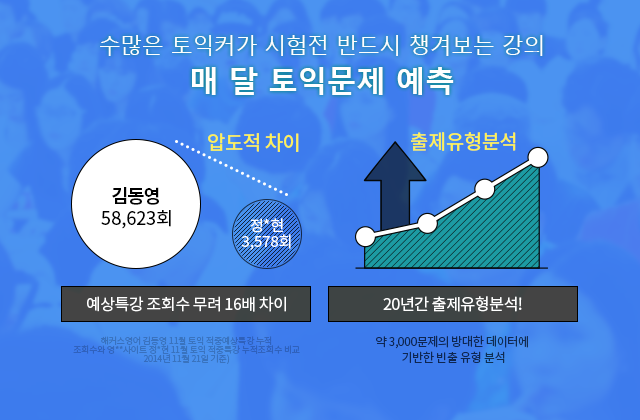 수많은 토익커가 시험전 반드시 챙겨보는 강의
매 달 토익문제 예측
압도적 차이
김동영
58,623회
정*현
3,578회
예상특강 조회수 무려 16배 차이
해커스영어 김동영 11월 토익 적중예상특강 누적
조회수와 영**사이트 정*현 11월 토익 적중특강 누적조회수 비교
2014년 11월 21일 기준)
출제유형분석
20년간 출제유형분석!
약 3,000문제의 방대한 데이터에
기반한 빈출 유형 분석